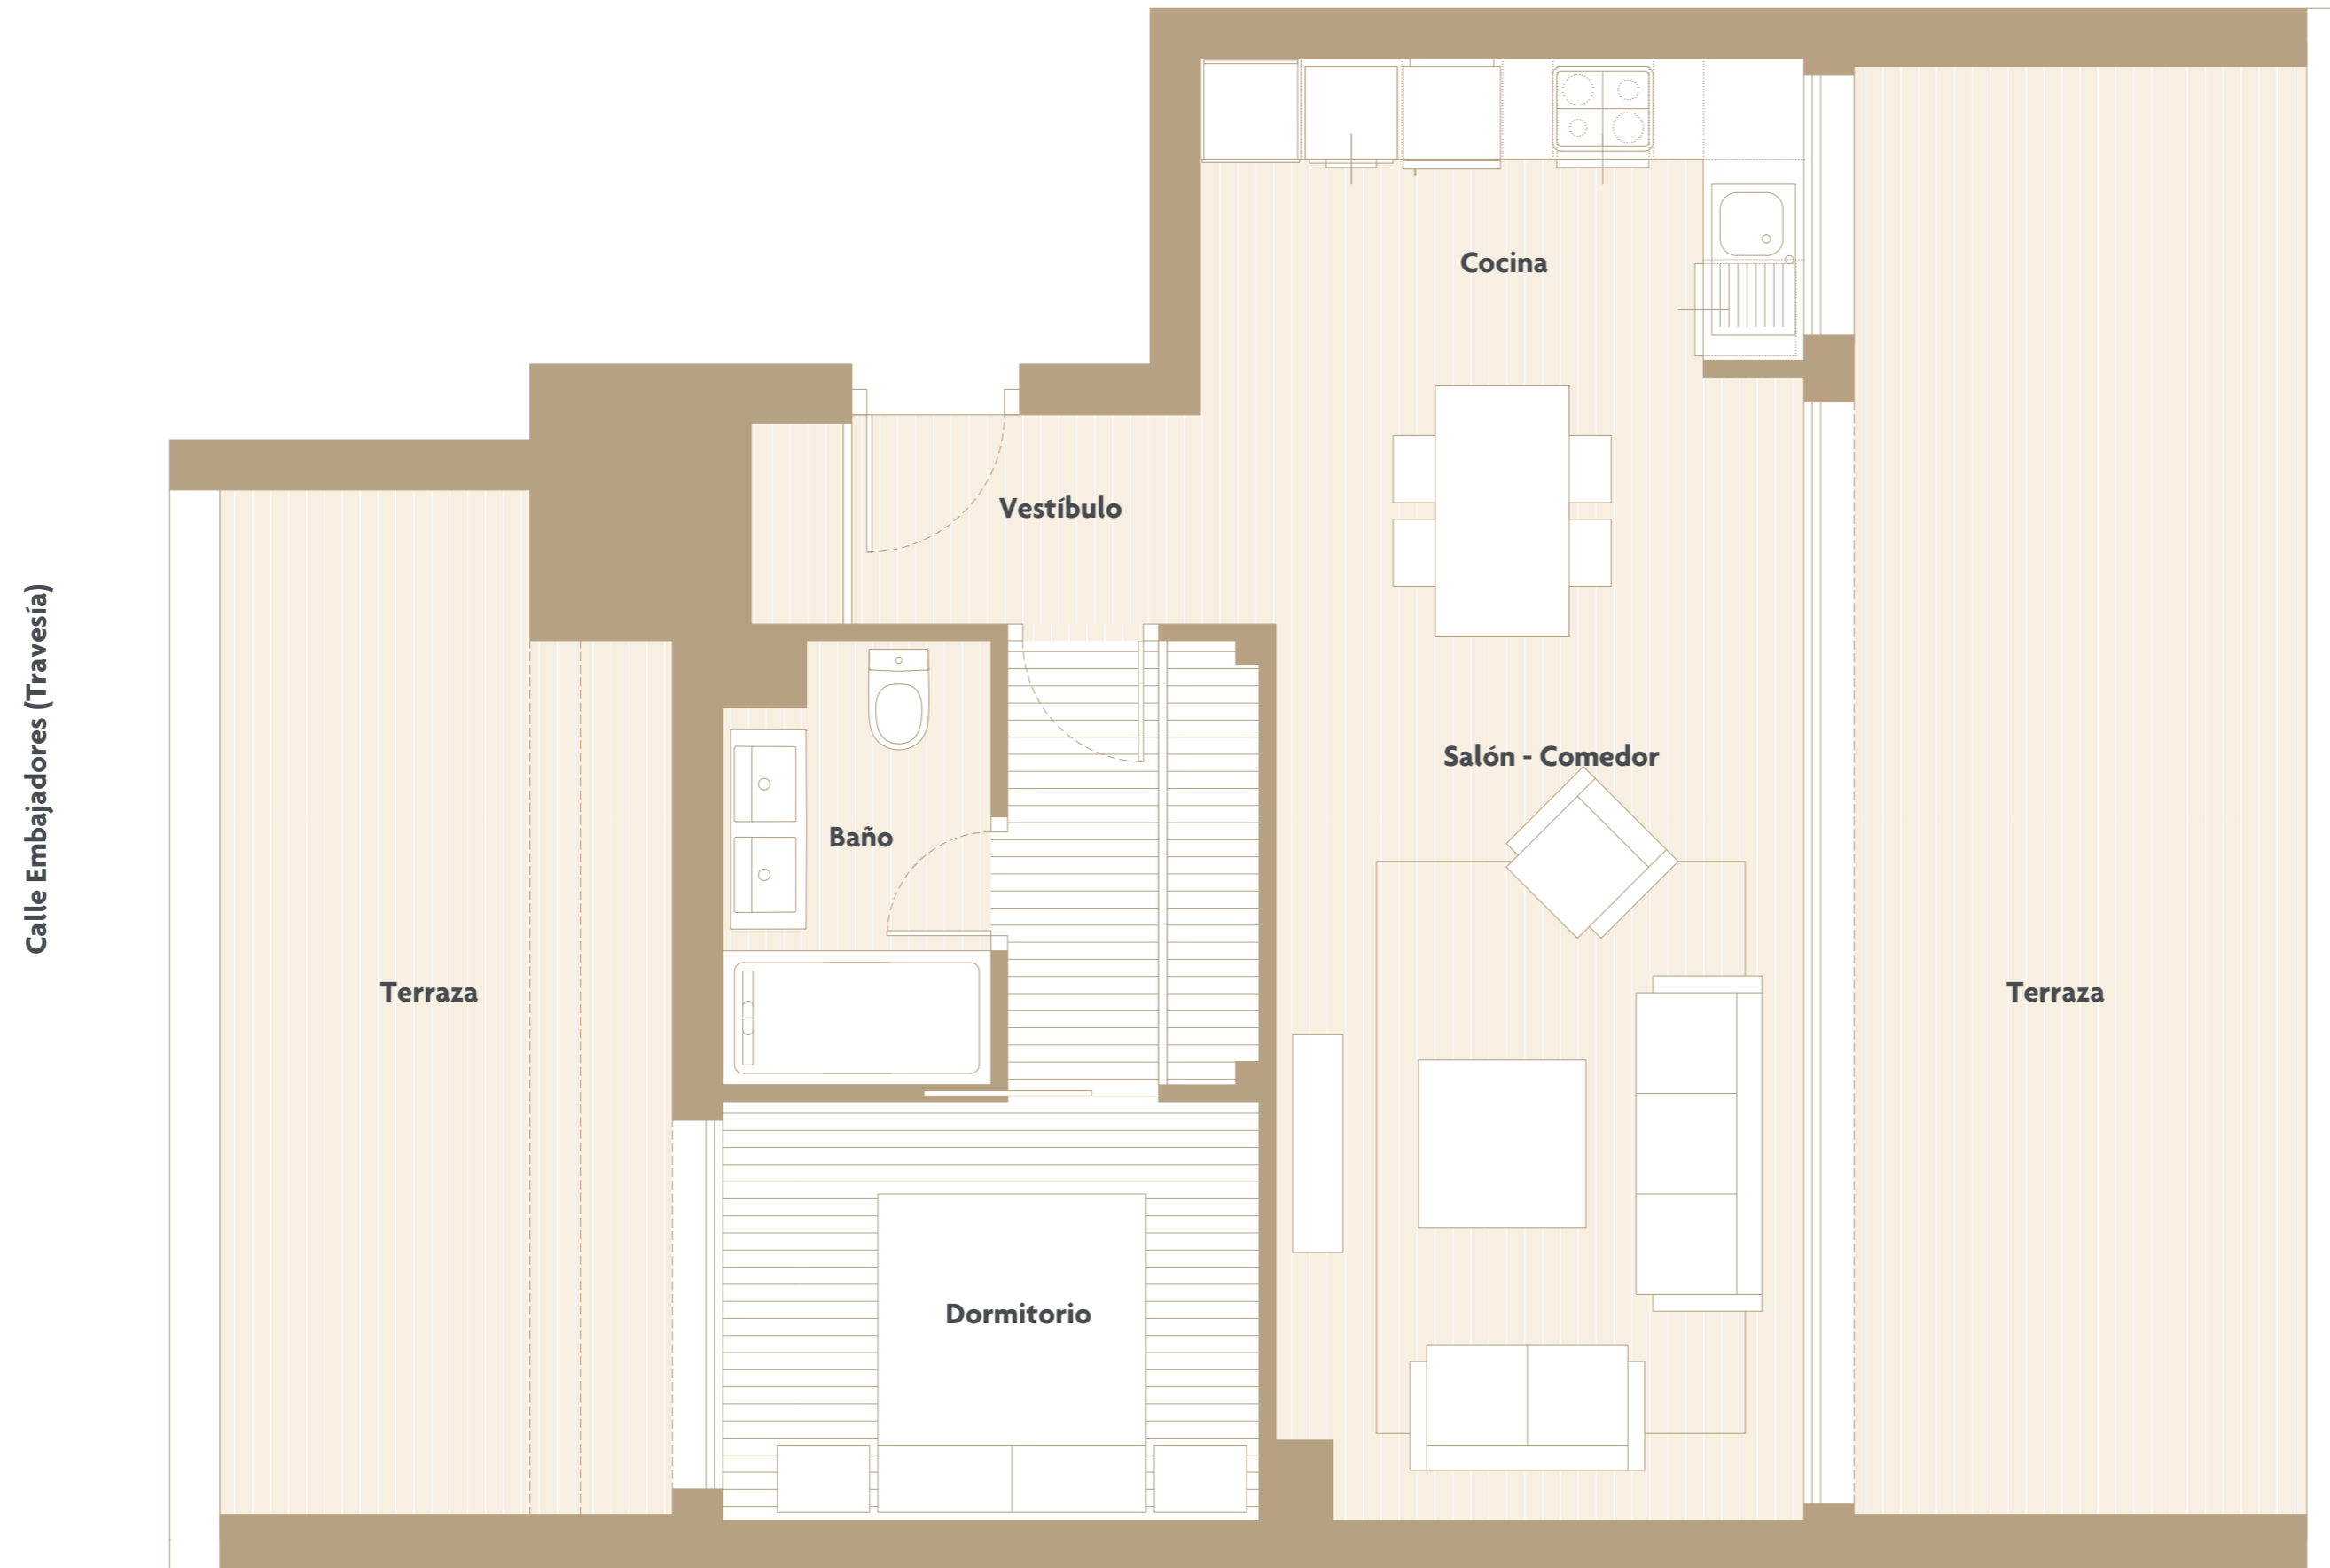 Cocina
Vestíbulo
Salón - Comedor
Baño
Calle Embajadores (Travesía)
Terraza
Terraza
Dormitorio